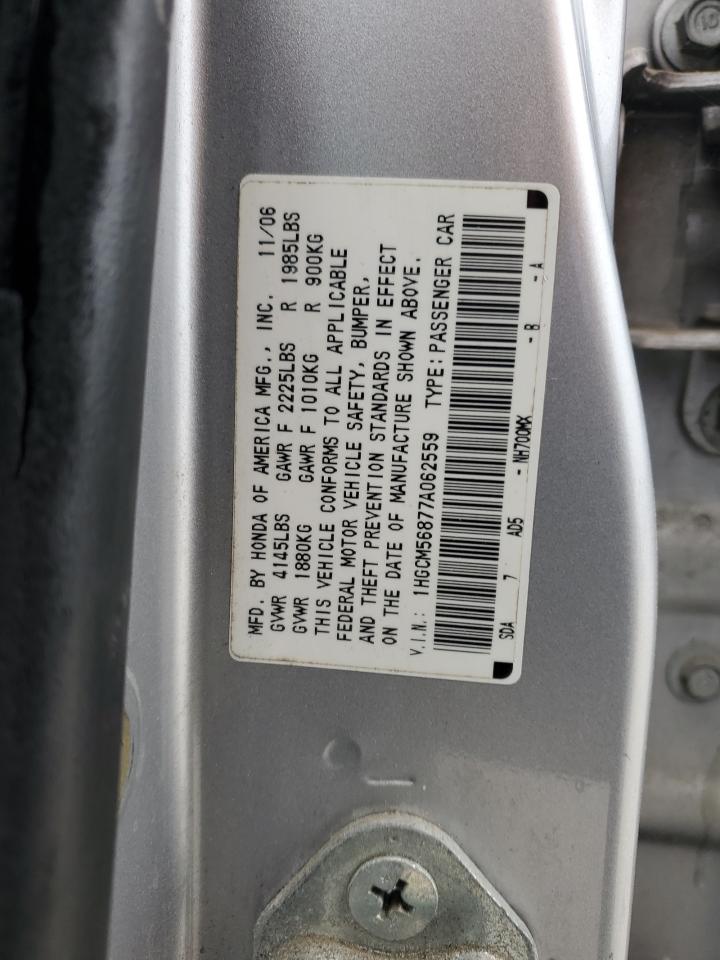 MFD. BY HONDA OF AMERICA MFG., INC. 11/06
GVWR 4145LBS GAWR F 2225LBS R 1985LBS
GVWR 1880KG GAWR F 1010KG R 900KG
THIS VEHICLE CONFORMS TO ALL APPLICABLE
FEDERAL MOTOR VEHICLE SAFETY, BUMPER,
AND THEFT PREVENTION STANDARDS IN EFFECT
ON THE DATE OF MANUFACTURE SHOWN ABOVE.
V.I.N.: 1HGCM56877A062559 TYPE: PASSENGER CAR
SDA 7 AD5 - NH700MX - B - A
10